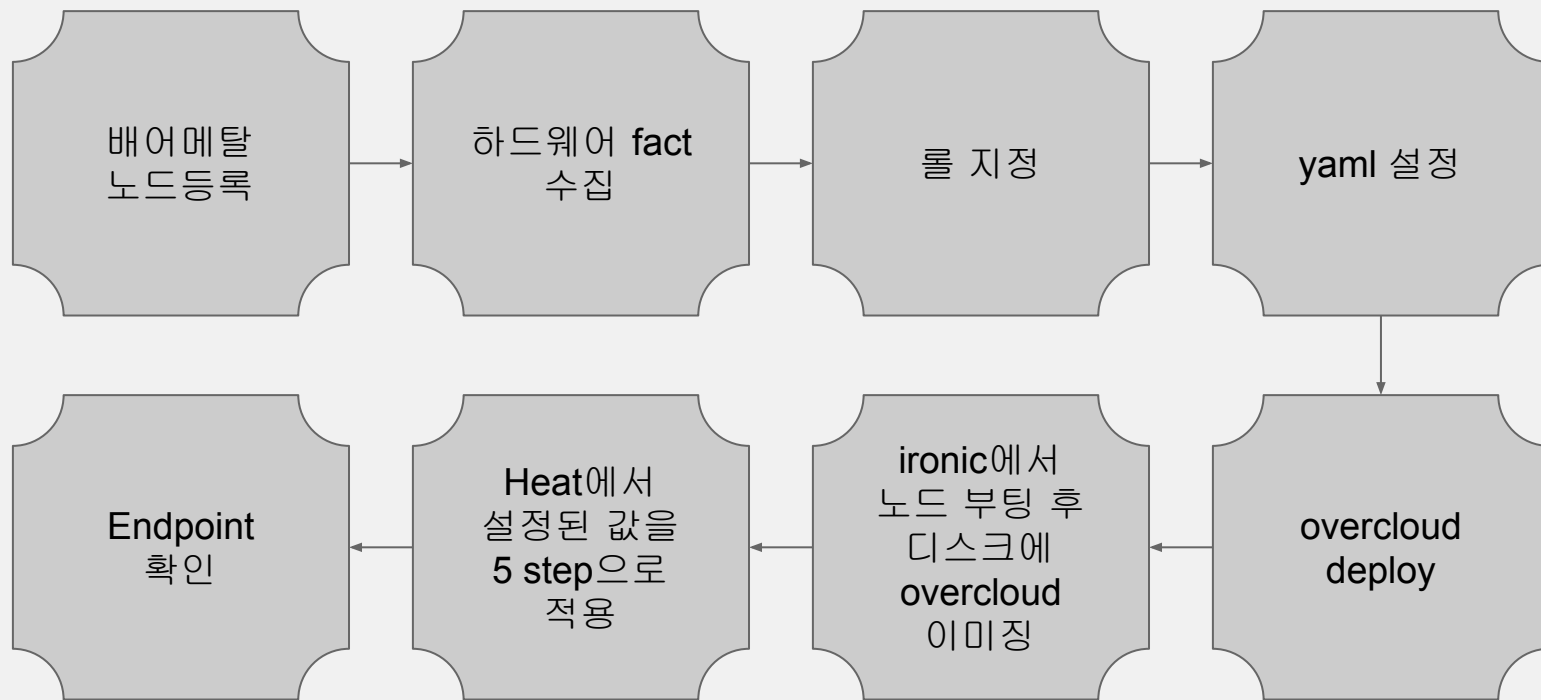 배어메탈
노드등록
하드웨어 fact
수집
롤 지정
yaml 설정
overcloud
deploy
ironic에서
노드 부팅 후
디스크에
overcloud
이미징
Heat에서
설정된 값을
5 step으로
적용
Endpoint
확인